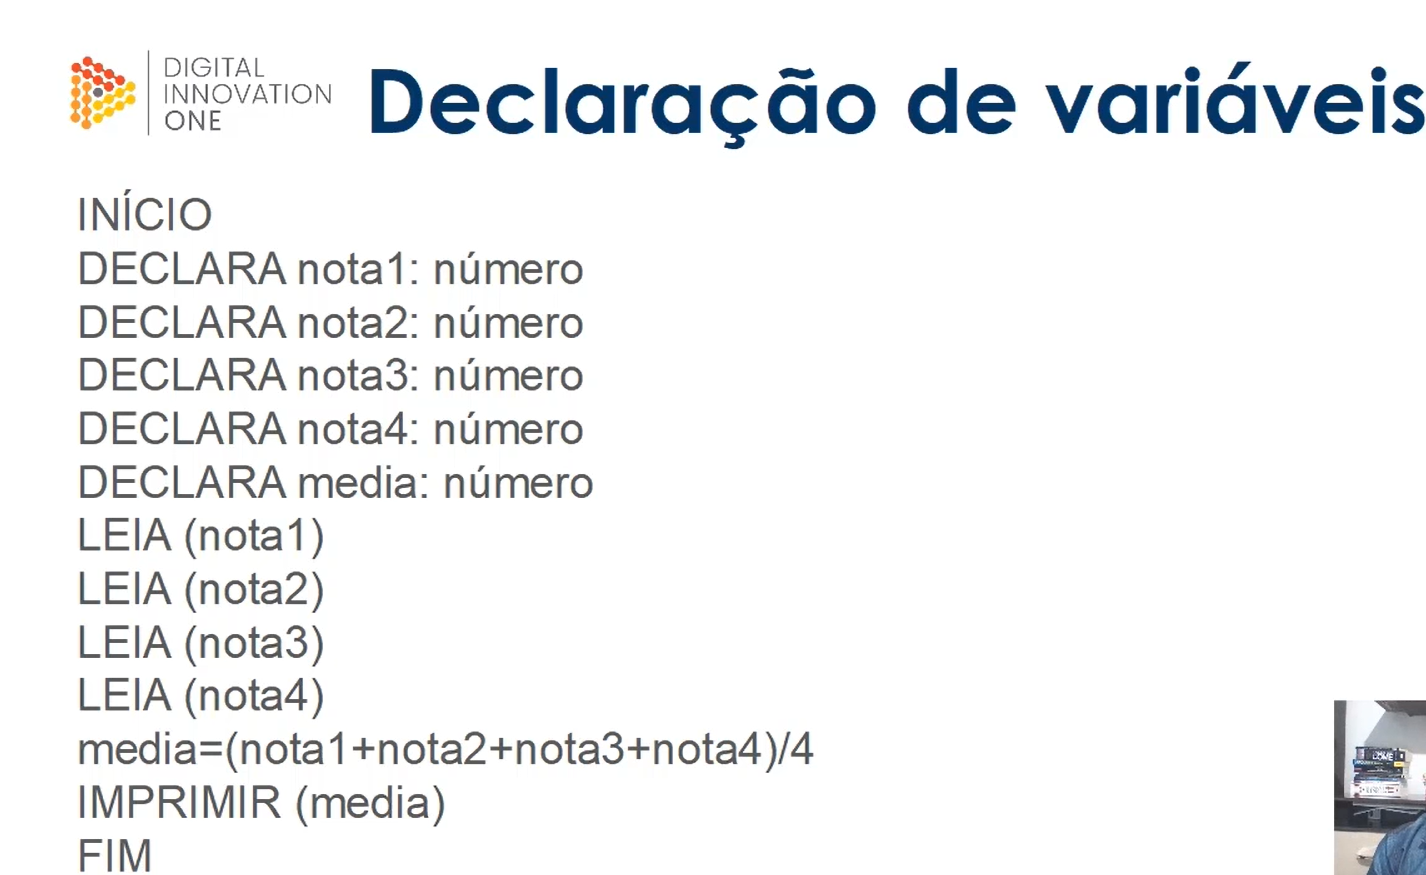 DIGITAL
INNOVATION
ONE
Declaração de variáveis
INÍCIO
DECLARA nota1: número
DECLARA nota2: número
DECLARA nota3: número
DECLARA nota4: número
DECLARA media: número
LEIA (nota1)
LEIA (nota2)
LEIA (nota3)
LEIA (nota4)
media=(nota1+nota2+nota3+nota4)/4
IMPRIMIR (media)
FIM